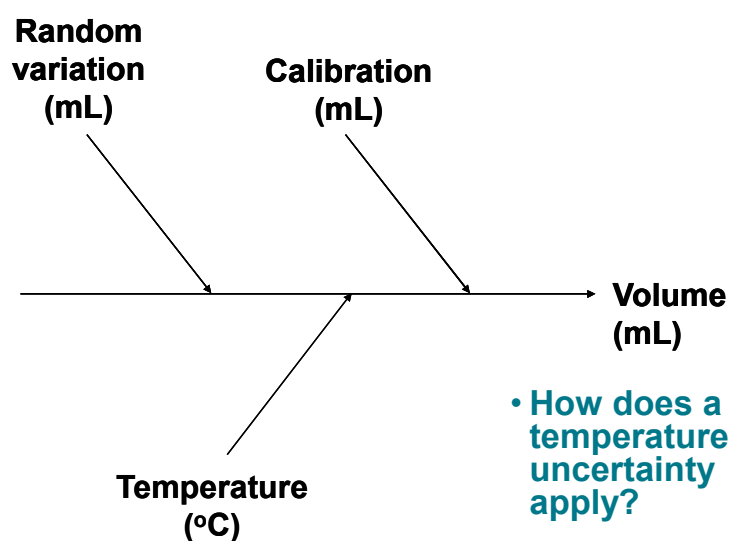 Random
variation
(mL)
Calibration
(mL)
Volume
(mL)
• How does a
temperature
uncertainty
apply?
Temperature
(ºC)